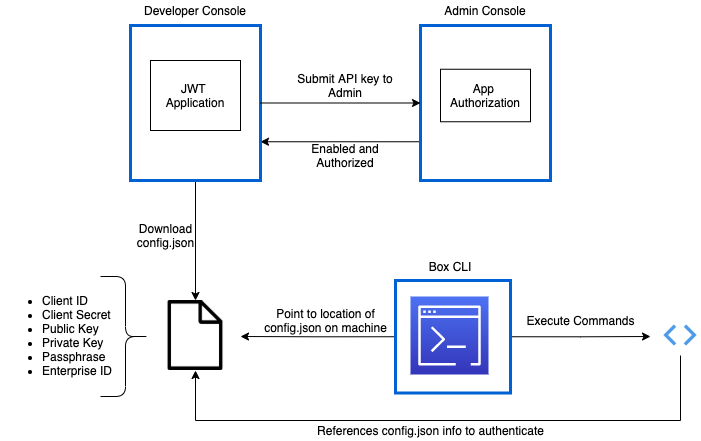 Developer Console
Admin Console
JWT
Application
Submit API key to
Admin
App
Authorization
Enabled and
Authorized
Download
config.json
Box CLI
Client ID
Client Secret
Public Key
Private Key
Passphrase
Enterprise ID
Point to location of
config.json on machine
Execute Commands
References config.json info to authenticate